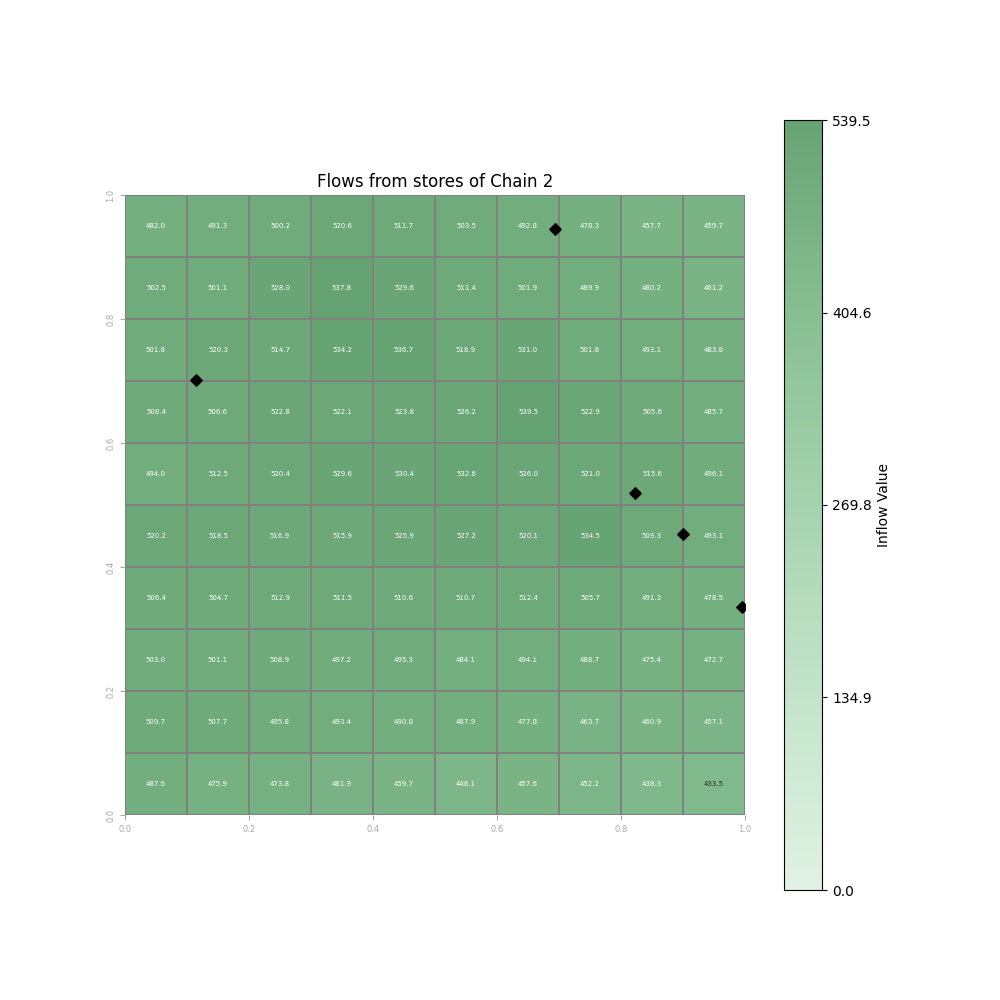 Flows from stores of Chain 2
1.0
482.0 491.3 500.2 520.6 511.7 503.5 492.8 478.3 457.7 459.7
502.5 501.1 528.0 537.8 529.6 511.4 501.9 489.9 480.2 461.2
0.8
501.8 520.3 514.7 534.2 536.7 518.9 531.0 501.8 493.1 483.8
508.4 506.6 522.8 522.1 523.8 526.2 539.5 522.9 505.6 485.7
0.6
494.0 512.5 520.4 529.6 530.4 532.6 526.0 521.0 515.6 496.1
520.2 518.5 516.9 515.9 525.9 527.2 520.1 534.5 509.3 493.1
0.4
506.4 504.7 512.9 511.5 510.6 510.7 512.4 505.7 491.3 478.5
503.0 501.1 508.9 497.2 495.3 484.1 494.1 488.7 475.4 472.7
0.2
509.7 507.7 495.8 493.4 490.8 487.9 477.8 463.7 460.9 457.1
487.6 475.9 473.8 461.9 459.7 448.1 457.6 452.2 438.3 433.5
0.0
0.0 0.2 0.4 0.6 0.8 1.0
539.5
404.6
269.8
134.9
0.0
Inflow Value